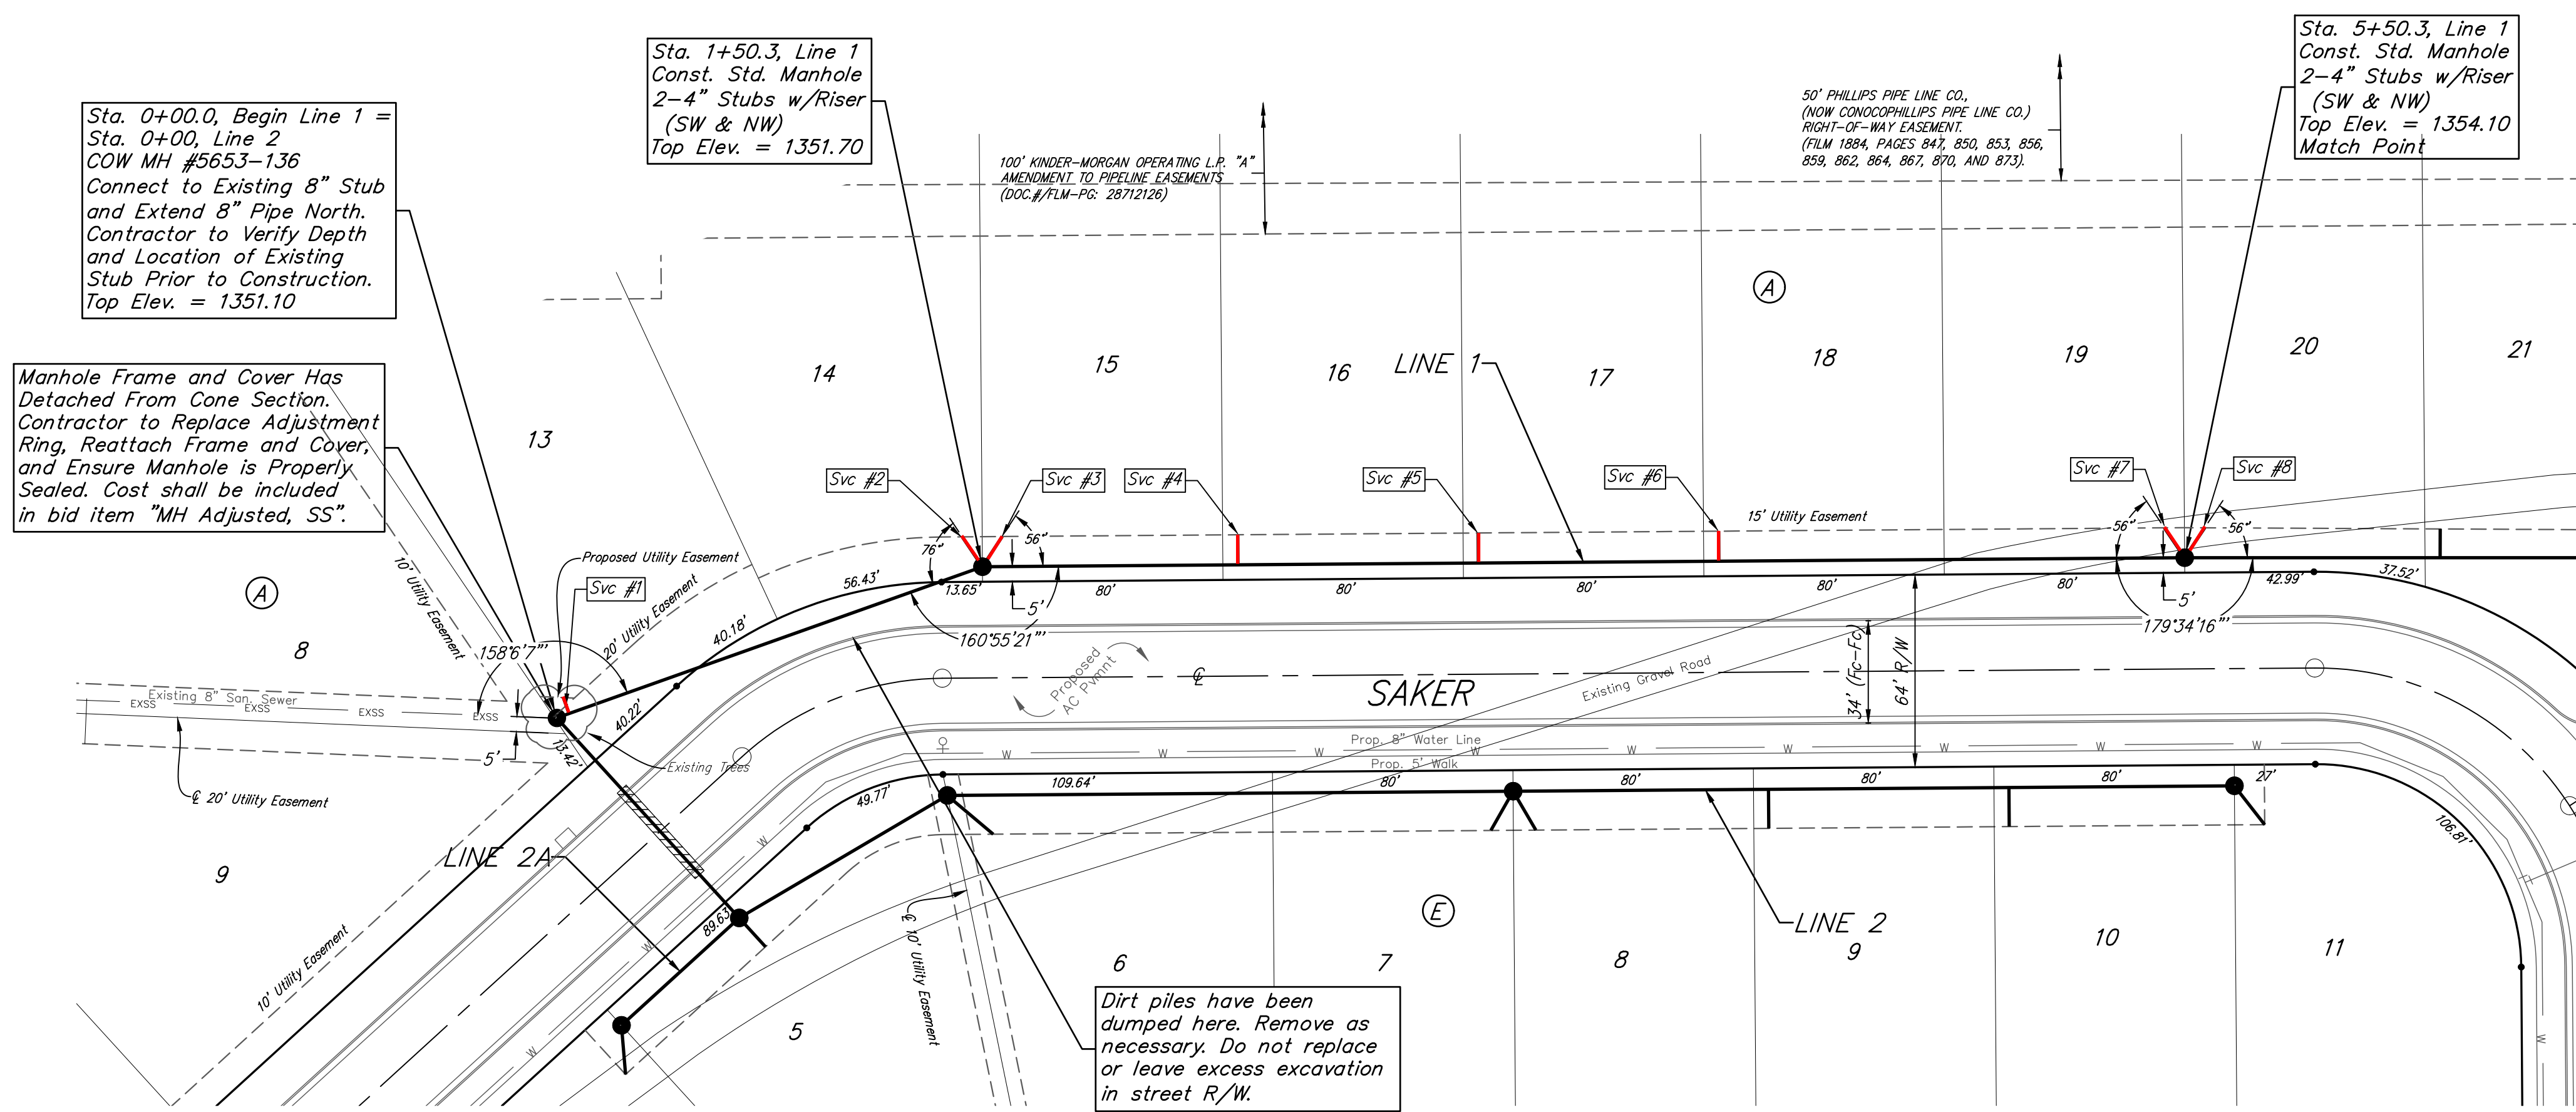 Sta. 0+00.0, Begin Line 1 =
Sta. 0+00, Line 2
COW MH #5653-136
Connect to Existing 8" Stub
and Extend 8" Pipe North.
Contractor to Verify Depth
and Location of Existing
Stub Prior to Construction.
Top Elev. = 1351.10
Manhole Frame and Cover Has
Detached From Cone Section.
Contractor to Replace Adjustment
Ring, Reattach Frame and Cover,
and Ensure Manhole is Properly
Sealed. Cost shall be included
in bid item "MH Adjusted, SS".
Sta. 1+50.3, Line 1
Const. Std. Manhole
2-4" Stubs w/Riser
(SW & NW)
Top Elev. = 1351.70
100' KINDER-MORGAN OPERATING L.P. "A"
AMENDMENT TO PIPELINE EASEMENTS
(DOC.#/FLM-PG: 28712126)
50' PHILLIPS PIPE LINE CO.,
(NOW CONOCOPHILLIPS PIPE LINE CO.)
RIGHT-OF-WAY EASEMENT.
(FILM 1884, PAGES 847, 850, 853, 856,
859, 862, 864, 867, 870, AND 873).
Sta. 5+50.3, Line 1
Const. Std. Manhole
2-4" Stubs w/Riser
(SW & NW)
Top Elev. = 1354.10
Match Point
A
13
14
15
16
LINE 1
17
18
19
20
21
Svc #2
Svc #3
Svc #4
Svc #5
Svc #6
Svc #7
Svc #8
15' Utility Easement
76°'
56°'
56°'
56°'
Proposed Utility Easement
Svc #1
10' Utility Easement
20' Utility Easement
A
8
56.43'
13.65'
80'
80'
80'
80'
80'
42.99'
37.52'
5'
5'
40.18'
40.22'
158°6'7"'
160°55'21"'
179°34'16"'
Existing 8" San. Sewer
EXSS
EXSS
EXSS
EXSS
5'
13.42'
Existing Trees
℄ 20' Utility Easement
Proposed
AC Pvmnt
℄
SAKER
Existing Gravel Road
34' (Fc-Fc)
64' R/W
Prop. 8" Water Line
W
W
W
W
W
W
W
W
W
Prop. 5' Walk
109.64'
80'
80'
80'
80'
27'
49.77'
106.81'
9
LINE 2A
89.63'
W
W
W
W
10' Utility Easement
℄ 10' Utility Easement
E
LINE 2
5
6
7
8
9
10
11
Dirt piles have been
dumped here. Remove as
necessary. Do not replace
or leave excess excavation
in street R/W.